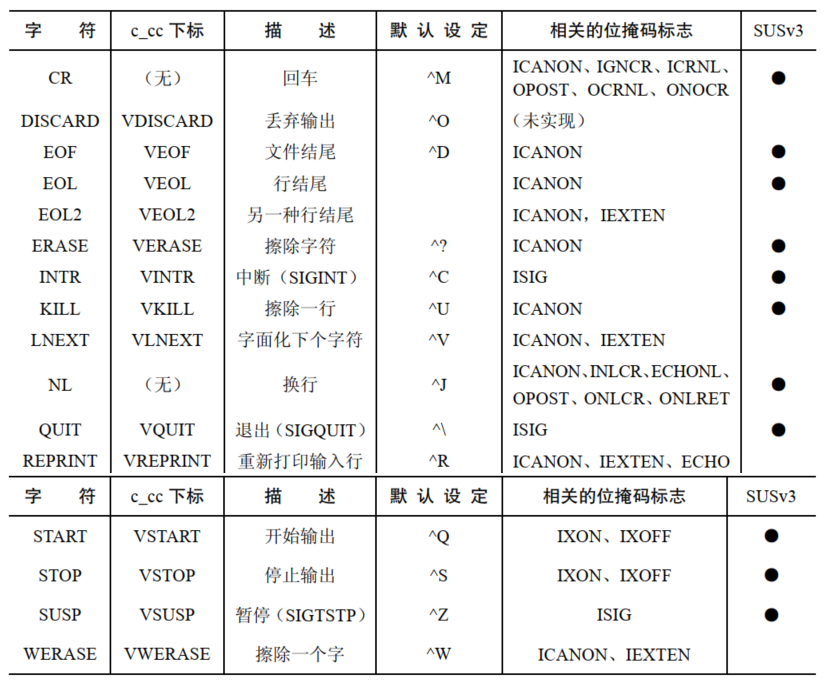 字 符 c_cc 下标 描 述 默 认 设 定 相关的位掩码标志 SUSv3
CR （无） 回车 ^M ICANON、IGNCR、ICRNL、
OPOST、OCRNL、ONOCR ●
DISCARD VDISCARD 丢弃输出 ^O （未实现）
EOF VEOF 文件结尾 ^D ICANON ●
EOL VEOL 行结尾 ICANON ●
EOL2 VEOL2 另一种行结尾 ICANON，IEXTEN
ERASE VERASE 擦除字符 ^? ICANON ●
INTR VINTR 中断（SIGINT） ^C ISIG ●
KILL VKILL 擦除一行 ^U ICANON ●
LNEXT VLNEXT 字面化下个字符 ^V ICANON、IEXTEN
NL （无） 换行 ^J ICANON、INLCR、ECHONL、
OPOST、ONLCR、ONLRET ●
QUIT VQUIT 退出（SIGQUIT） ^\ ISIG ●
REPRINT VREPRINT 重新打印输入行 ^R ICANON、IEXTEN、ECHO
字 符 c_cc 下标 描 述 默 认 设 定 相关的位掩码标志 SUSv3
START VSTART 开始输出 ^Q IXON、IXOFF ●
STOP VSTOP 停止输出 ^S IXON、IXOFF ●
SUSP VSUSP 暂停（SIGTSTP） ^Z ISIG ●
WERASE VWERASE 擦除一个字 ^W ICANON、IEXTEN